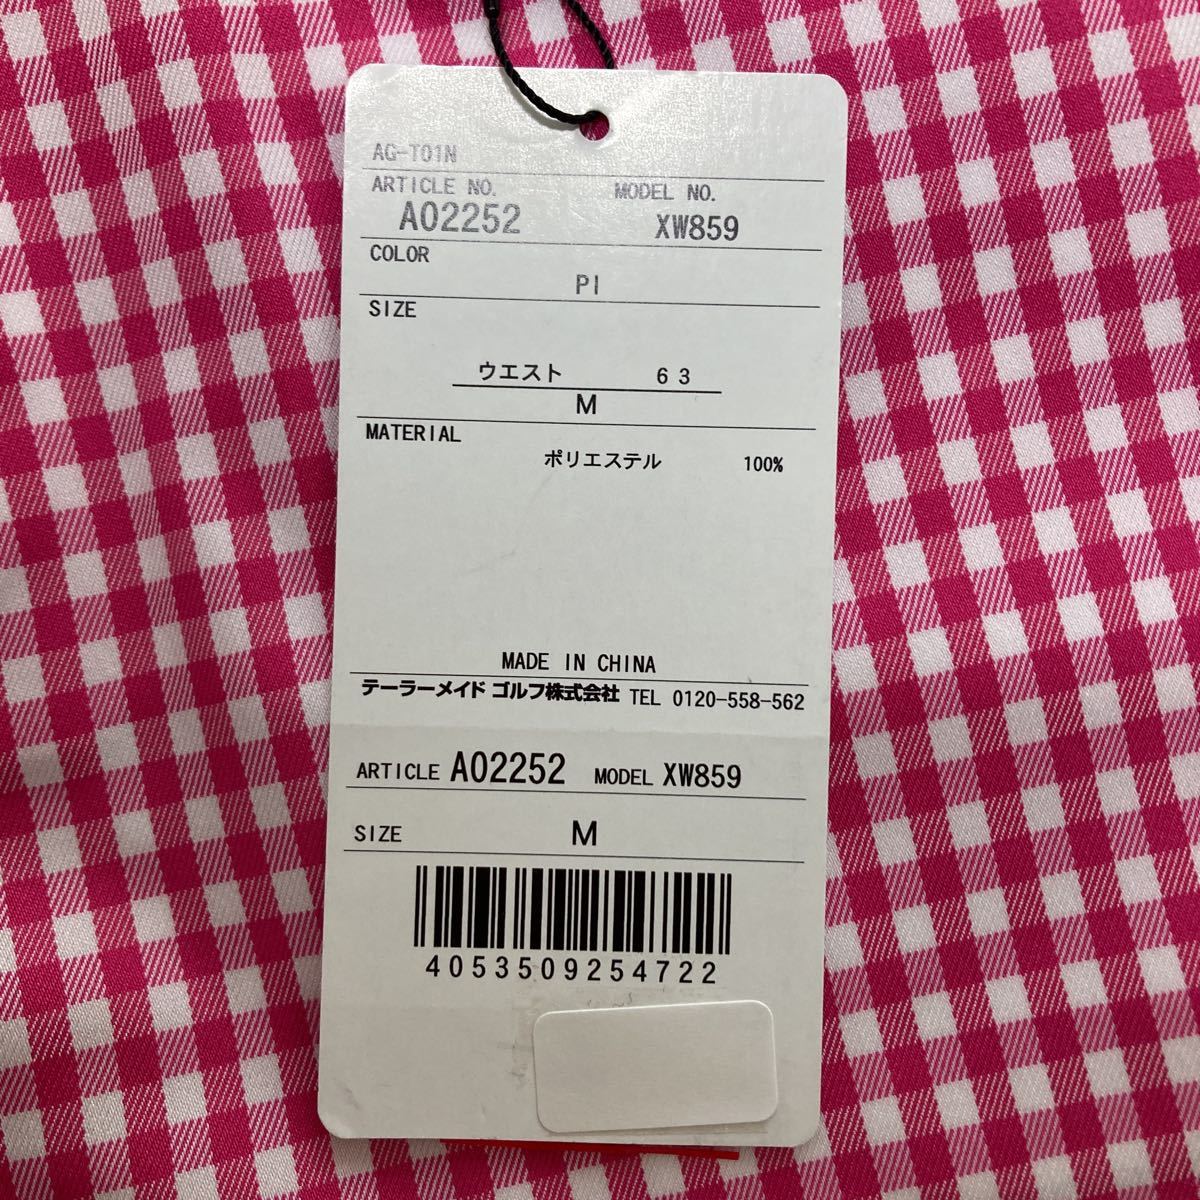 AG-T01N
ARTICLE NO. MODEL NO.
A02252 XW859
COLOR
PI
SIZE
ウエスト 63
M
MATERIAL
ポリエステル 100%
MADE IN CHINA
テーラーメイド ゴルフ株式会社 TEL 0120-558-562
ARTICLE A02252 MODEL XW859
SIZE M
4053509254722